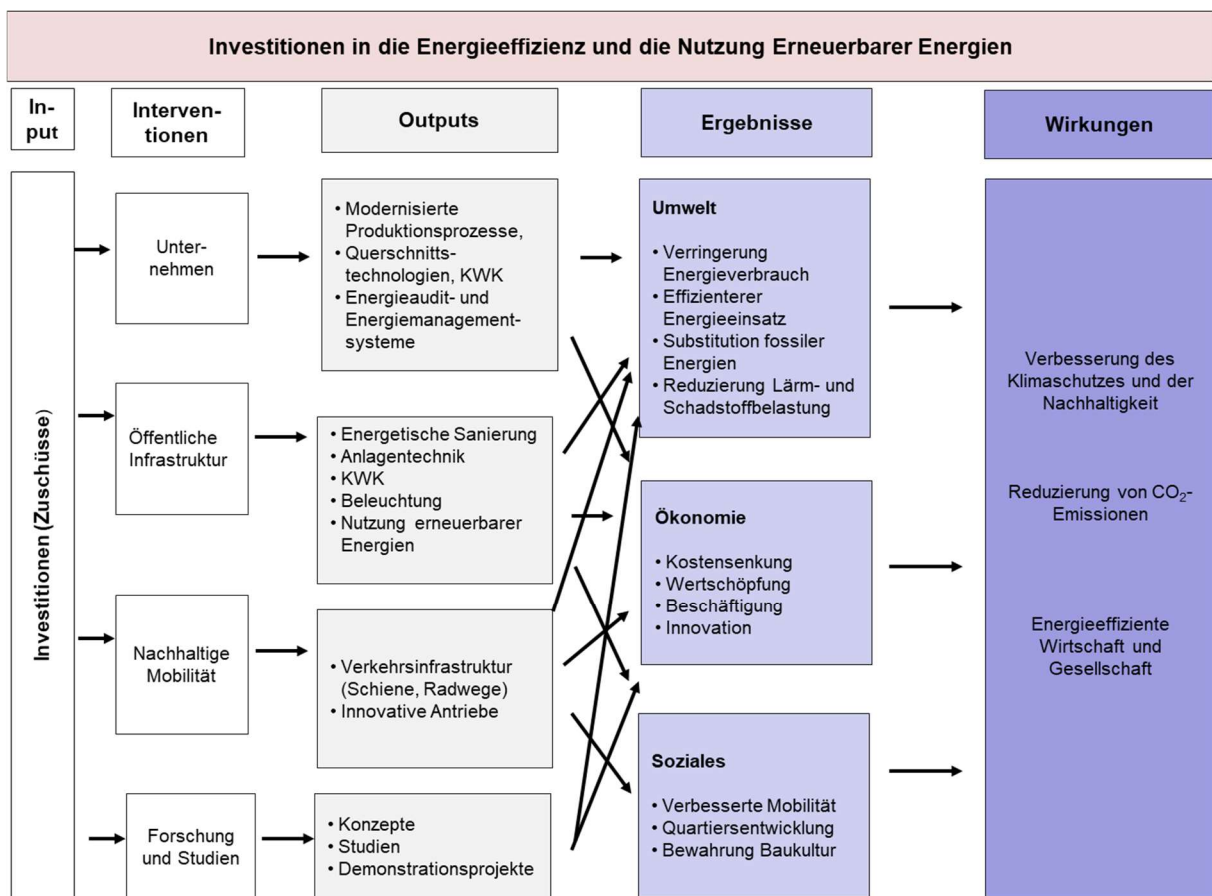 Investitionen in die Energieeffizienz und die Nutzung Erneuerbarer Energien
In-
put
Interven-
tionen
Outputs
Ergebnisse
Wirkungen
Investitionen (Zuschüsse)
Unter-
nehmen
• Modernisierte
Produktionsprozesse,
• Querschnitts-
technologien, KWK
• Energieaudit- und
Energiemanagement-
systeme
Öffentliche
Infrastruktur
• Energetische Sanierung
• Anlagentechnik
• KWK
• Beleuchtung
• Nutzung erneuerbarer
Energien
Nachhaltige
Mobilität
• Verkehrsinfrastruktur
(Schiene, Radwege)
• Innovative Antriebe
Forschung
und Studien
• Konzepte
• Studien
• Demonstrationsprojekte
Umwelt
• Verringerung
Energieverbrauch
• Effizienterer
Energieeinsatz
• Substitution fossiler
Energien
• Reduzierung Lärm- und
Schadstoffbelastung
Ökonomie
• Kostensenkung
• Wertschöpfung
• Beschäftigung
• Innovation
Soziales
• Verbesserte Mobilität
• Quartiersentwicklung
• Bewahrung Baukultur
Verbesserung des
Klimaschutzes und der
Nachhaltigkeit
Reduzierung von CO₂-
Emissionen
Energieeffiziente
Wirtschaft und
Gesellschaft